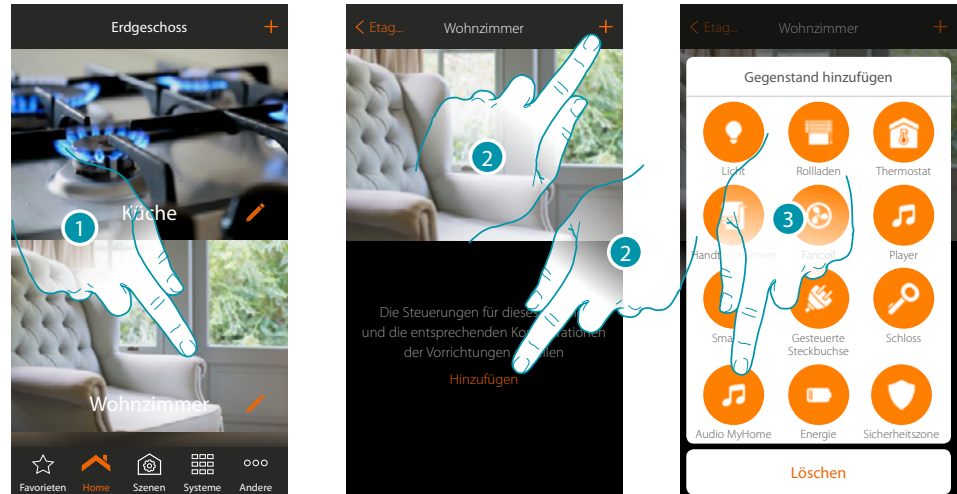 Erdgeschoss
+
Küche
1
Wohnzimmer
Favoriten
Home
Szenen
Systeme
Andere
< Etag...
Wohnzimmer
+
2
2
Die Steuerungen für dieses
und die entsprechenden
der Vorrichtungen
Hinzufügen
< Etag...
Wohnzimmer
+
Gegenstand hinzufügen
Licht
Rollladen
Thermostat
3
Fancoil
Player
Gesteuerte
Steckbuchse
Schloss
Audio MyHome
Energie
Sicherheitszone
Löschen